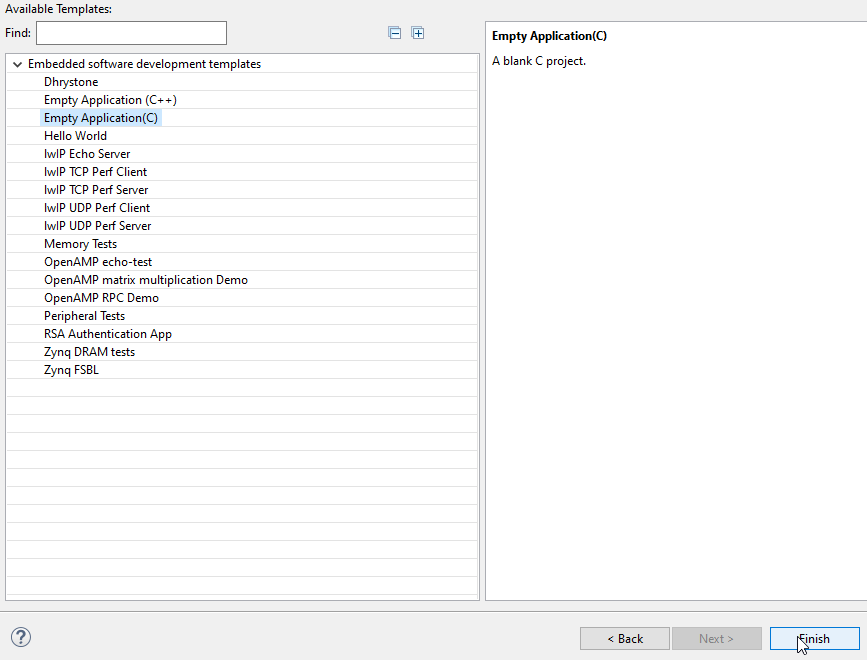 Available Templates:
Find:
Embedded software development templates
Dhrystone
Empty Application (C++)
Empty Application(C)
Hello World
lwIP Echo Server
lwIP TCP Perf Client
lwIP TCP Perf Server
lwIP UDP Perf Client
lwIP UDP Perf Server
Memory Tests
OpenAMP echo-test
OpenAMP matrix multiplication Demo
OpenAMP RPC Demo
Peripheral Tests
RSA Authentication App
Zynq DRAM tests
Zynq FSBL
Empty Application(C)
A blank C project.
?
< Back
Next >
Finish